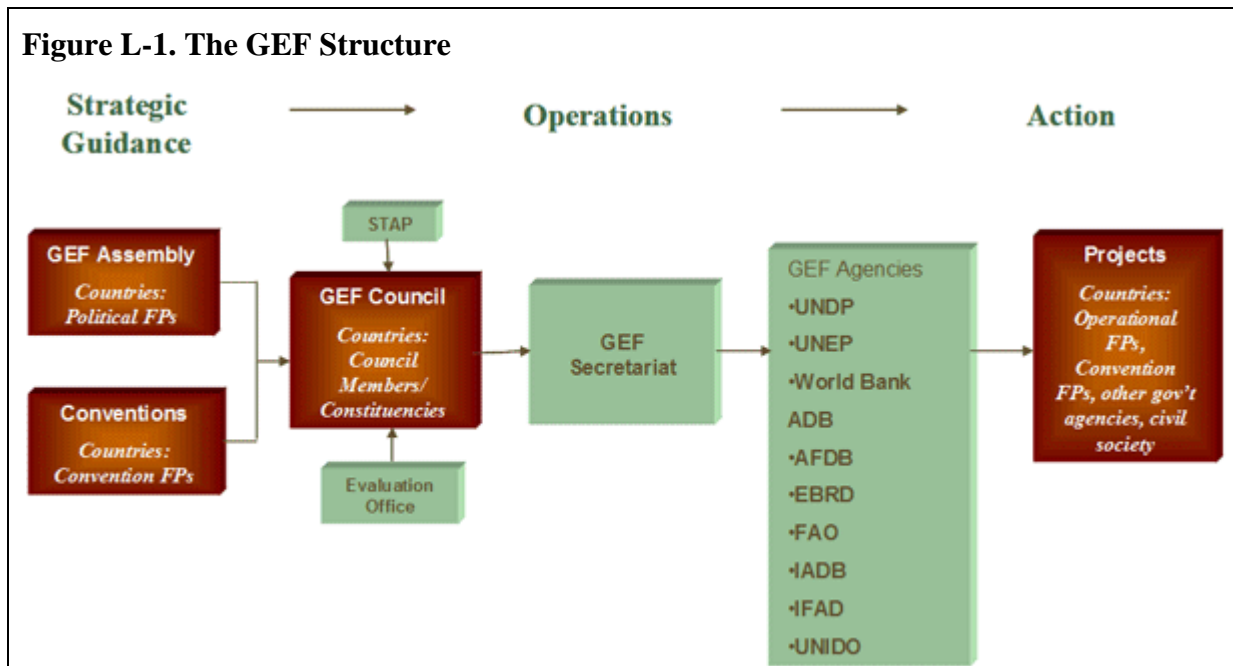 Figure L-1. The GEF Structure
Strategic
Guidance
Operations
Action
STAP
GEF Assembly
Countries:
Political FPs
Conventions
Countries:
Convention FPs
GEF Council
Countries:
Council
Members/
Constituencies
Evaluation
Office
GEF
Secretariat
GEF Agencies
•UNDP
•UNEP
•World Bank
ADB
•AFDB
•EBRD
•FAO
•IADB
•IFAD
•UNIDO
Projects
Countries:
Operational
FPs,
Convention
FPs, other gov't
agencies, civil
society